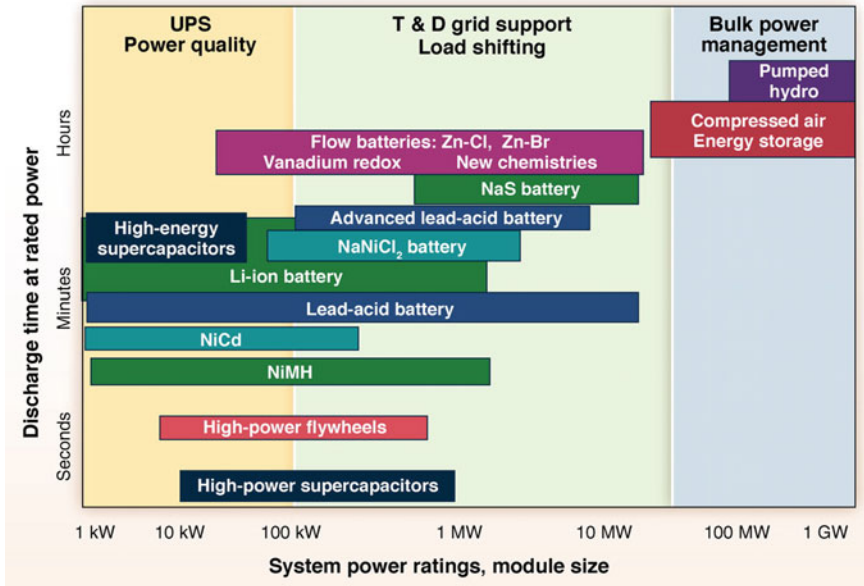 UPS
Power quality
T & D grid support
Load shifting
Bulk power
management
Pumped
hydro
Compressed air
Energy storage
Flow batteries: Zn-Cl, Zn-Br
Vanadium redox New chemistries
NaS battery
Advanced lead-acid battery
High-energy
supercapacitors
NaNiCl₂ battery
Li-ion battery
Lead-acid battery
NiCd
NiMH
High-power flywheels
High-power supercapacitors
Discharge time at rated power
Hours
Minutes
Seconds
1 kW 10 kW 100 kW 1 MW 10 MW 100 MW 1 GW
System power ratings, module size